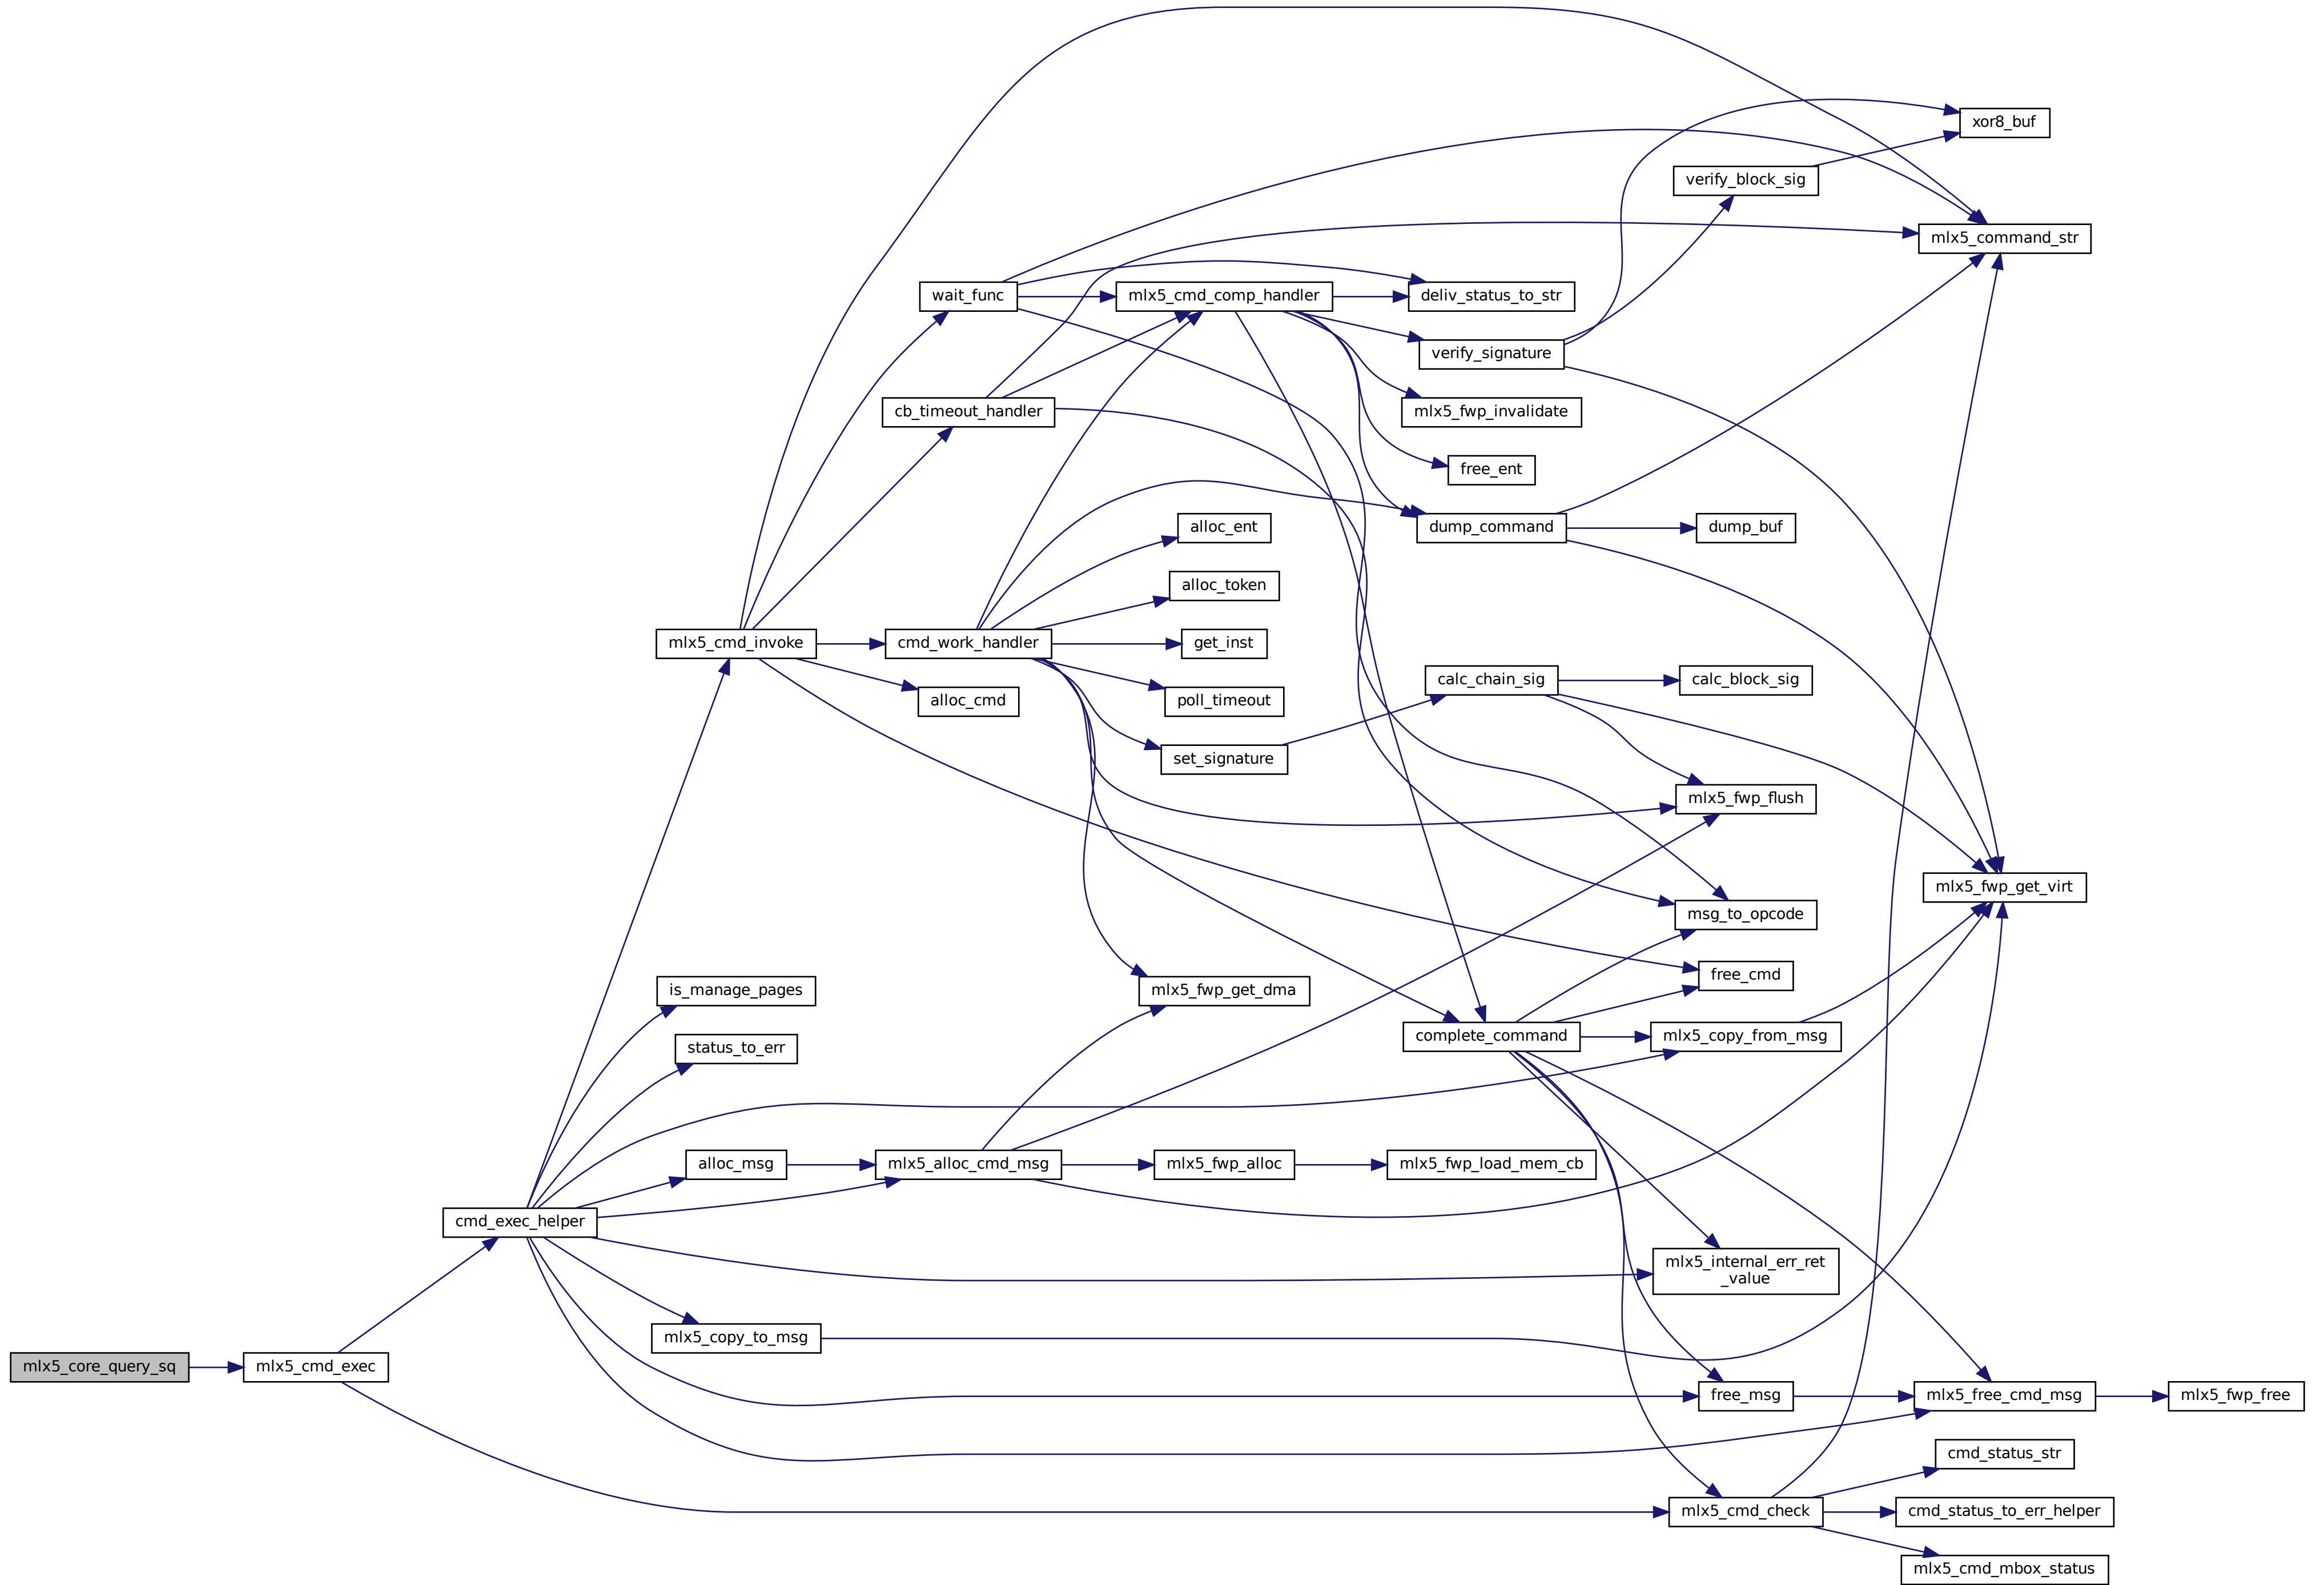 xor8_buf
verify_block_sig
mlx5_command_str
wait_func
mlx5_cmd_comp_handler
deliv_status_to_str
verify_signature
cb_timeout_handler
mlx5_fwp_invalidate
free_ent
alloc_ent
dump_command
dump_buf
alloc_token
mlx5_cmd_invoke
cmd_work_handler
get_inst
calc_chain_sig
calc_block_sig
alloc_cmd
poll_timeout
set_signature
mlx5_fwp_flush
mlx5_fwp_get_virt
msg_to_opcode
free_cmd
is_manage_pages
mlx5_fwp_get_dma
status_to_err
complete_command
mlx5_copy_from_msg
alloc_msg
mlx5_alloc_cmd_msg
mlx5_fwp_alloc
mlx5_fwp_load_mem_cb
cmd_exec_helper
mlx5_internal_err_ret
_value
mlx5_copy_to_msg
mlx5_core_query_sq
mlx5_cmd_exec
free_msg
mlx5_free_cmd_msg
mlx5_fwp_free
cmd_status_str
mlx5_cmd_check
cmd_status_to_err_helper
mlx5_cmd_mbox_status